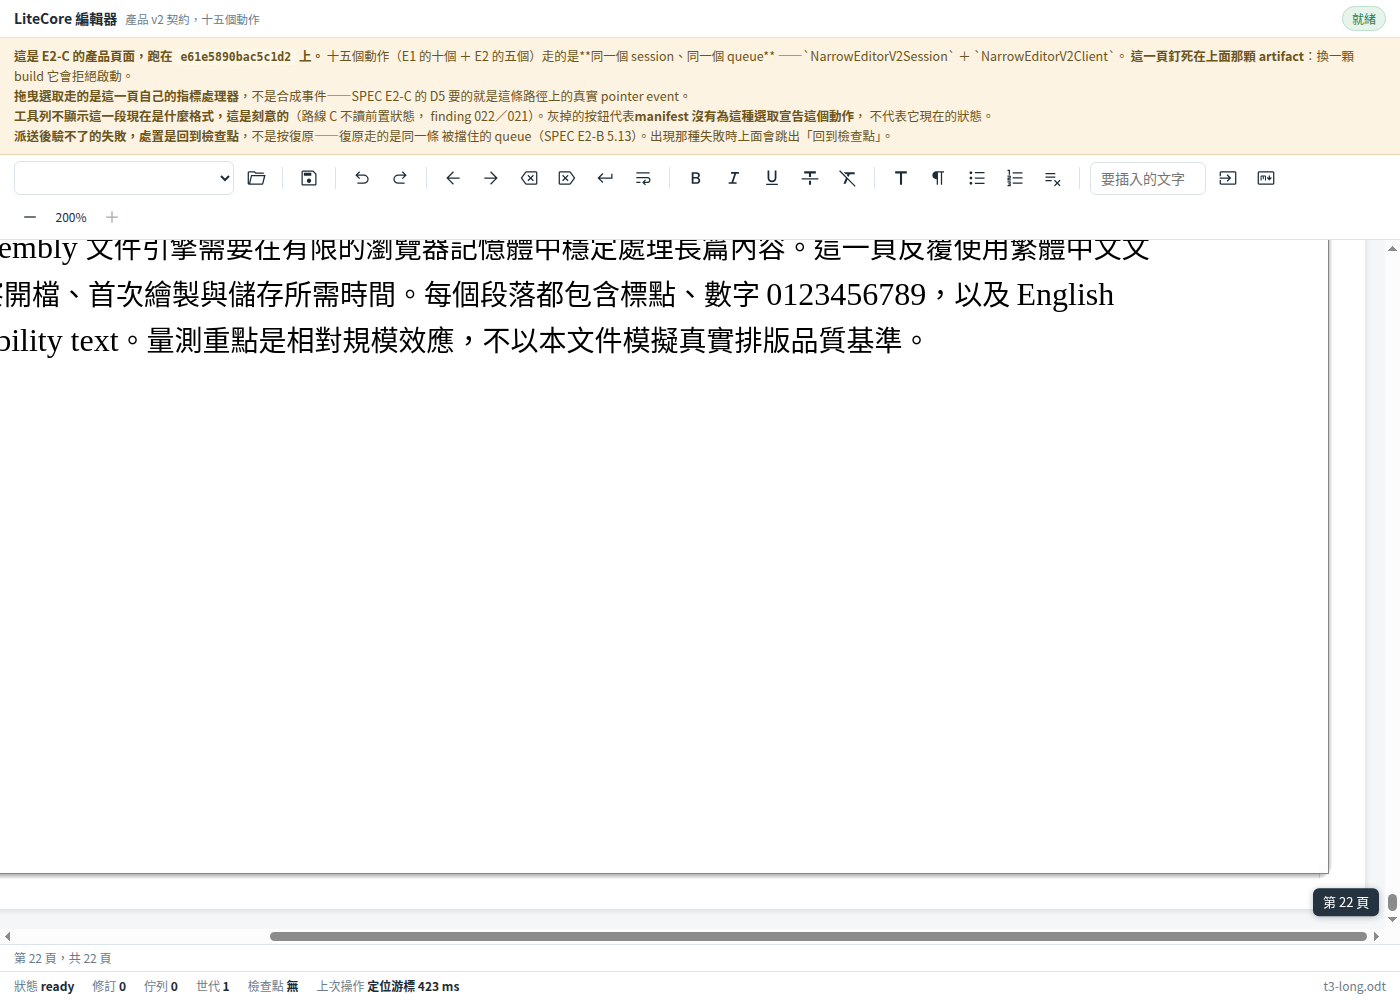 LiteCore 編輯器 產品 v2 契約，十五個動作
就緒
這是 E2-C 的產品頁面，跑在 e61e5890bac5c1d2 上。 十五個動作（E1 的十個 ＋ E2 的五個）走的是**同一個 session、同一個 queue** ——`NarrowEditorV2Session` ＋ `NarrowEditorV2Client`。 這一頁釘死在上面那顆 artifact：換一顆
build 它會拒絕啟動。
拖曳選取走的是這一頁自己的指標處理器，不是合成事件——SPEC E2-C 的 D5 要的就是這條路徑上的真實 pointer event。
工具列不顯示這一段現在是什麼格式，這是刻意的（路線 C 不讀前置狀態， finding 022／021）。灰掉的按鈕代表manifest 沒有為這種選取宣告這個動作， 不代表它現在的狀態。
派送後驗不了的失敗，處置是回到檢查點，不是按復原——復原走的是同一條 被擋住的 queue（SPEC E2-B 5.13）。出現那種失敗時上面會跳出「回到檢查點」。
要插入的文字
200%
embly 文件引擎需要在有限的瀏覽器記憶體中穩定處理長篇內容。這一頁反覆使用繁體中文文
開檔、首次繪製與儲存所需時間。每個段落都包含標點、數字 0123456789，以及 English
bility text。量測重點是相對規模效應，不以本文件模擬真實排版品質基準。
第 22 頁
第 22 頁，共 22 頁
狀態 ready 修訂 0 佇列 0 世代 1 檢查點 無 上次操作 定位游標 423 ms
t3-long.odt